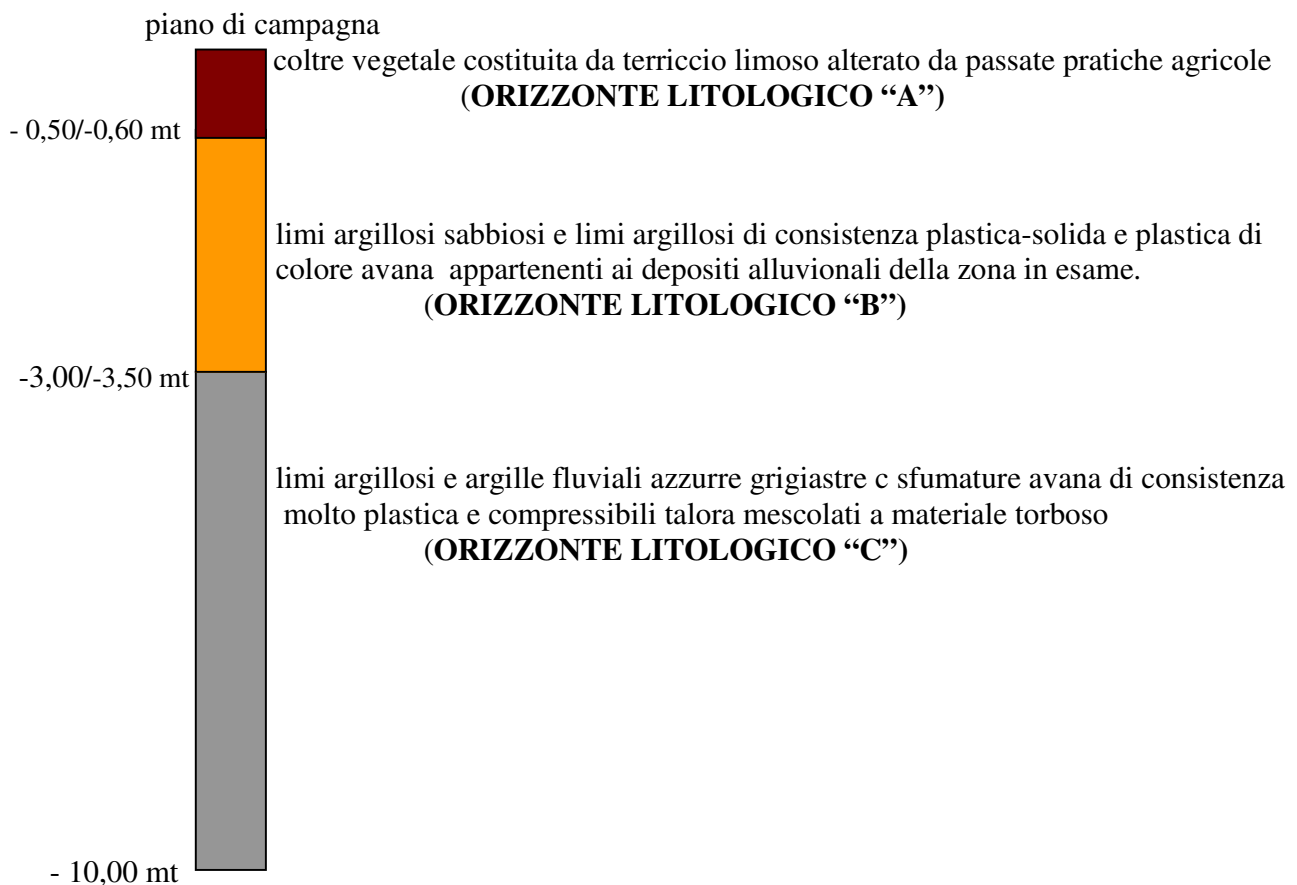 piano di campagna
coltre vegetale costituita da terriccio limoso alterato da passate pratiche agricole
(ORIZZONTE LITOLOGICO “A”)
- 0,50/-0,60 mt
limi argillosi sabbiosi e limi argillosi di consistenza plastica-solida e plastica di
colore avana appartenenti ai depositi alluvionali della zona in esame.
(ORIZZONTE LITOLOGICO “B”)
-3,00/-3,50 mt
limi argillosi e argille fluviali azzurre grigiastre c sfumature avana di consistenza
molto plastica e compressibili talora mescolati a materiale torboso
(ORIZZONTE LITOLOGICO “C”)
- 10,00 mt